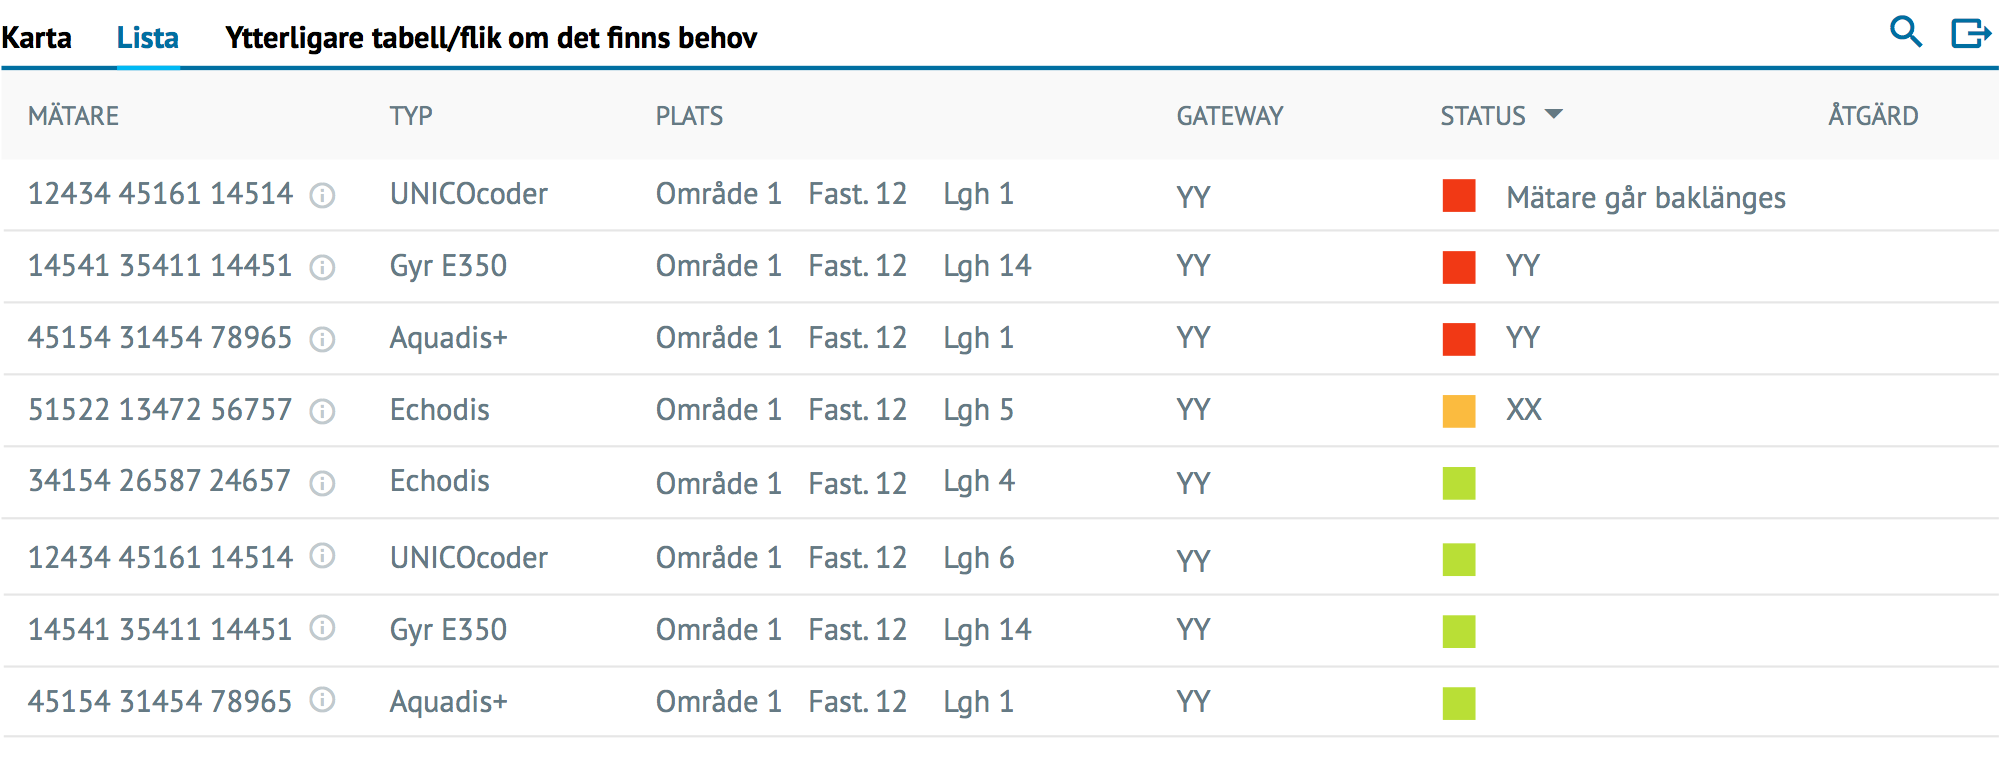 Karta Lista Ytterligare tabell/flik om det finns behov
MÄTARE TYP PLATS GATEWAY STATUS ÅTGÄRD
12434 45161 14514 UNICOcoder Område 1 Fast. 12 Lgh 1 YY Mätare går baklänges
14541 35411 14451 Gyr E350 Område 1 Fast. 12 Lgh 14 YY YY
45154 31454 78965 Aquadis+ Område 1 Fast. 12 Lgh 1 YY YY
51522 13472 56757 Echodis Område 1 Fast. 12 Lgh 5 YY XX
34154 26587 24657 Echodis Område 1 Fast. 12 Lgh 4 YY
12434 45161 14514 UNICOcoder Område 1 Fast. 12 Lgh 6 YY
14541 35411 14451 Gyr E350 Område 1 Fast. 12 Lgh 14 YY
45154 31454 78965 Aquadis+ Område 1 Fast. 12 Lgh 1 YY